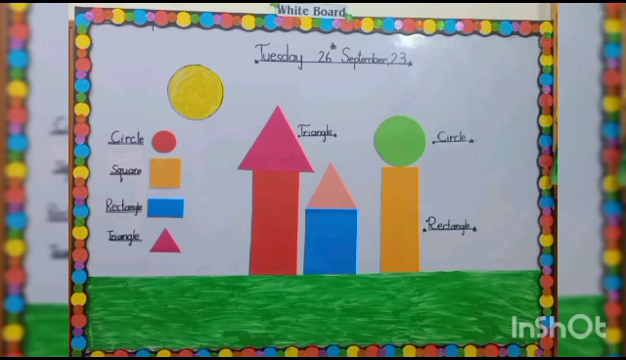 White Board
Tuesday 26th September, 23.
Circle
Square
Rectangle
Triangle
Triangle.
Circle.
Rectangle.
InShOt